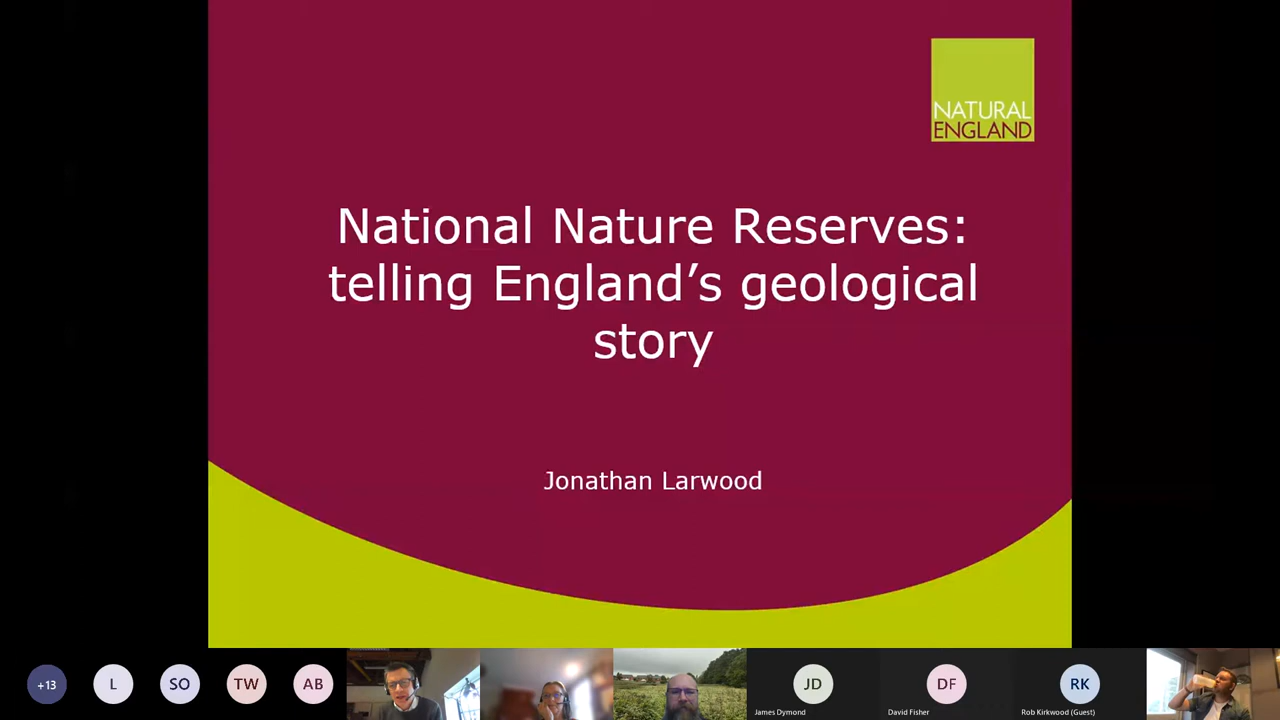 NATURAL
ENGLAND
National Nature Reserves:
telling England’s geological
story
Jonathan Larwood
+13
L
SO
TW
AB
JD
DF
RK
James Dymond
David Fisher
Rob Kirkwood (Guest)